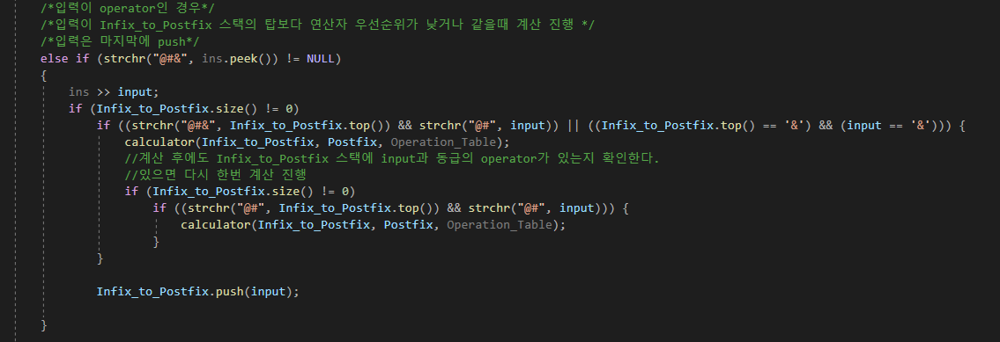 /*입력이 operator인 경우*/
/*입력이 Infix_to_Postfix 스택의 탑보다 연산자 우선순위가 낮거나 같을때 계산 진행 */
/*입력은 마지막에 push*/
else if (strchr("@#&", ins.peek()) != NULL)
{
ins >> input;
if (Infix_to_Postfix.size() != 0)
if ((strchr("@#&", Infix_to_Postfix.top()) && strchr("@#", input)) || ((Infix_to_Postfix.top() == '&') && (input == '&'))) {
calculator(Infix_to_Postfix, Postfix, Operation_Table);
//계산 후에도 Infix_to_Postfix 스택에 input과 동급의 operator가 있는지 확인한다.
//있으면 다시 한번 계산 진행
if (Infix_to_Postfix.size() != 0)
if ((strchr("@#", Infix_to_Postfix.top()) && strchr("@#", input))) {
calculator(Infix_to_Postfix, Postfix, Operation_Table);
}
}
Infix_to_Postfix.push(input);
}